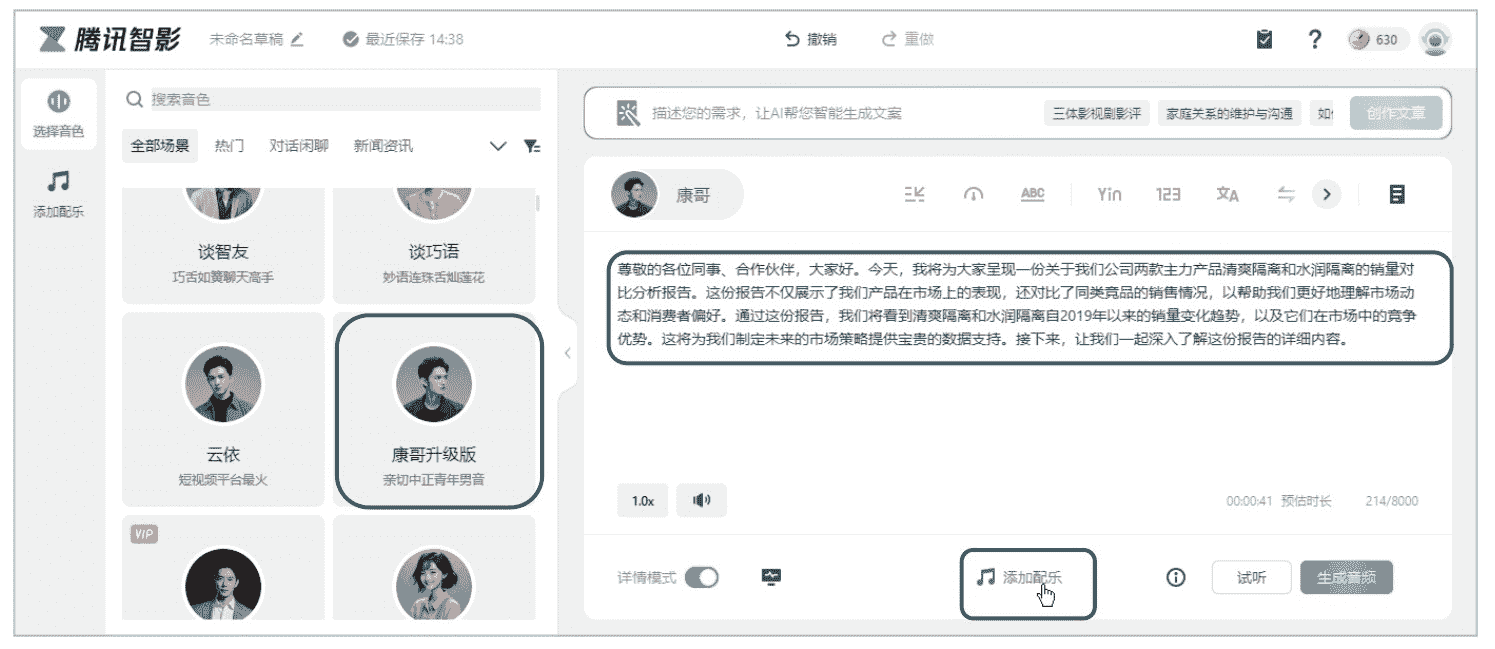 腾讯智影
未命名草稿
最近保存 14:38
撤销
重做
630
选择音色
添加配乐
搜索音色
全部场景 热门 对话闲聊 新闻资讯
谈智友
巧舌如簧聊天高手
谈巧语
妙语连珠舌灿莲花
云依
短视频平台最火
康哥升级版
亲切中正青年男音
VIP
描述您的需求，让AI帮您智能生成文案
三体影视剧影评
家庭关系的维护与沟通
如
创作文章
康哥
ABC
Yin
123
文A
尊敬的各位同事、合作伙伴，大家好。今天，我将为大家呈现一份关于我们公司两款主力产品清爽隔离和水润隔离的销量对
比分析报告。这份报告不仅展示了我们产品在市场上的表现，还对比了同类竞品的销售情况，以帮助我们更好地理解市场动
态和消费者偏好。通过这份报告，我们将看到清爽隔离和水润隔离自2019年以来的销量变化趋势，以及它们在市场中的竞争
优势。这将为我们制定未来的市场策略提供宝贵的数据支持。接下来，让我们一起深入了解这份报告的详细内容。
1.0x
00:00:41 预估时长
214/8000
详情模式
添加配乐
试听
生成音频